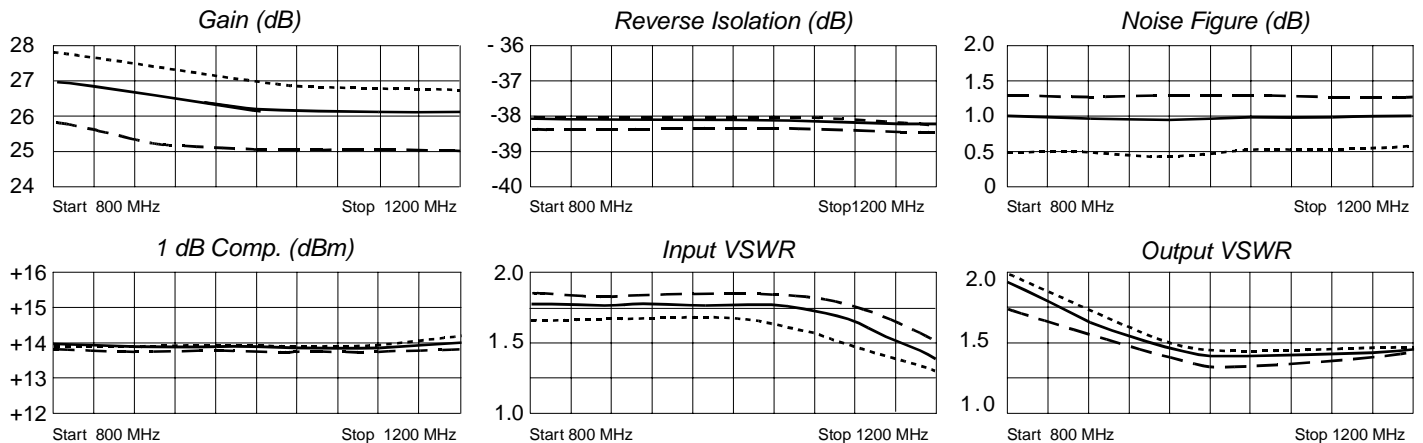 Gain (dB)
28
27
26
25
24
Start 800 MHz
Stop 1200 MHz
Reverse Isolation (dB)
- 36
-37
-38
-39
-40
Start 800 MHz
Stop1200 MHz
Noise Figure (dB)
2.0
1.5
1.0
0.5
0
Start 800 MHz
Stop 1200 MHz
1 dB Comp. (dBm)
+16
+15
+14
+13
+12
Start 800 MHz
Stop 1200 MHz
Input VSWR
2.0
1.5
1.0
Start 800 MHz
Stop 1200 MHz
Output VSWR
2.0
1.5
1.0
Start 800 MHz
Stop 1200 MHz